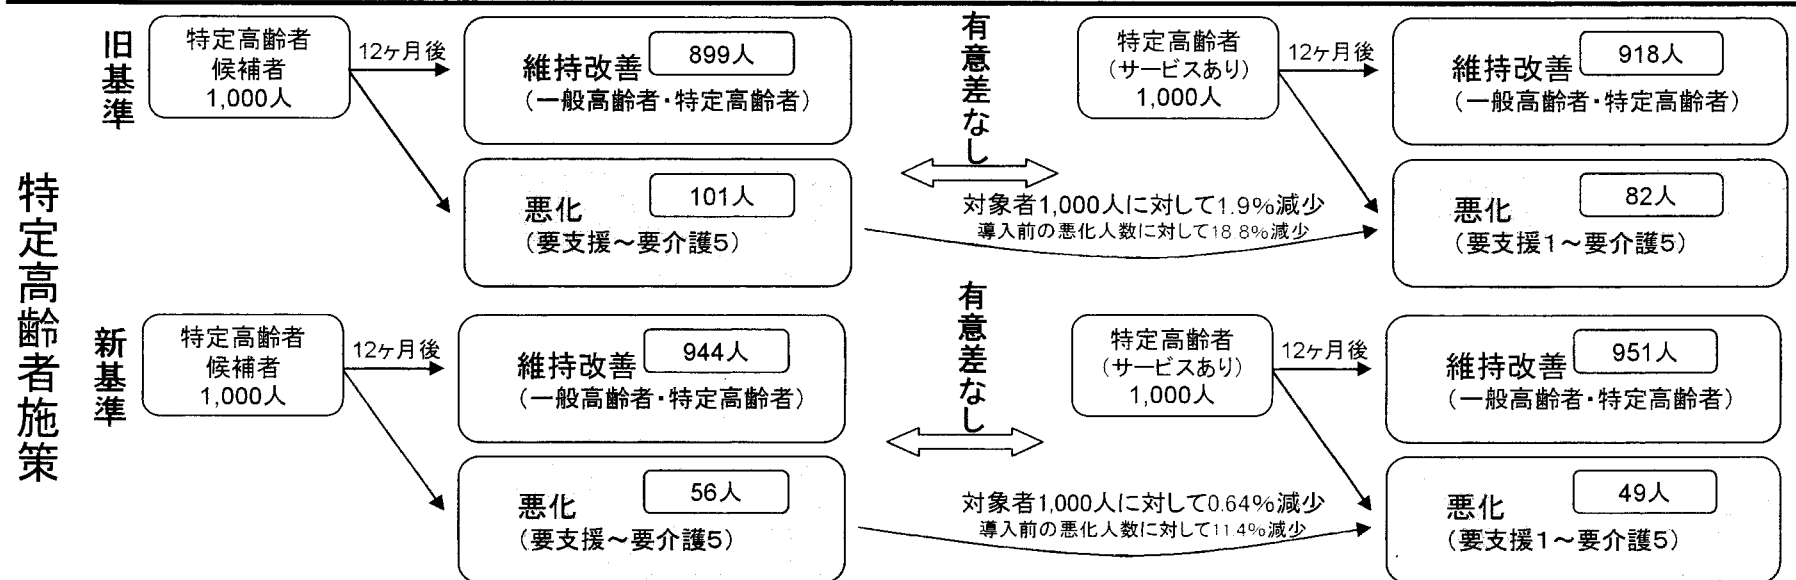 特定高齢者施策
旧基準
特定高齢者
候補者
1,000人
12ヶ月後
維持改善
899人
（一般高齢者・特定高齢者）
悪化
101人
（要支援～要介護5）
有意差なし
対象者1,000人に対して1.9%減少
導入前の悪化人数に対して18.8%減少
特定高齢者
（サービスあり）
1,000人
12ヶ月後
維持改善
918人
（一般高齢者・特定高齢者）
悪化
82人
（要支援1～要介護5）
新基準
特定高齢者
候補者
1,000人
12ヶ月後
維持改善
944人
（一般高齢者・特定高齢者）
悪化
56人
（要支援～要介護5）
有意差なし
対象者1,000人に対して0.64%減少
導入前の悪化人数に対して11.4%減少
特定高齢者
（サービスあり）
1,000人
12ヶ月後
維持改善
951人
（一般高齢者・特定高齢者）
悪化
49人
（要支援1～要介護5）